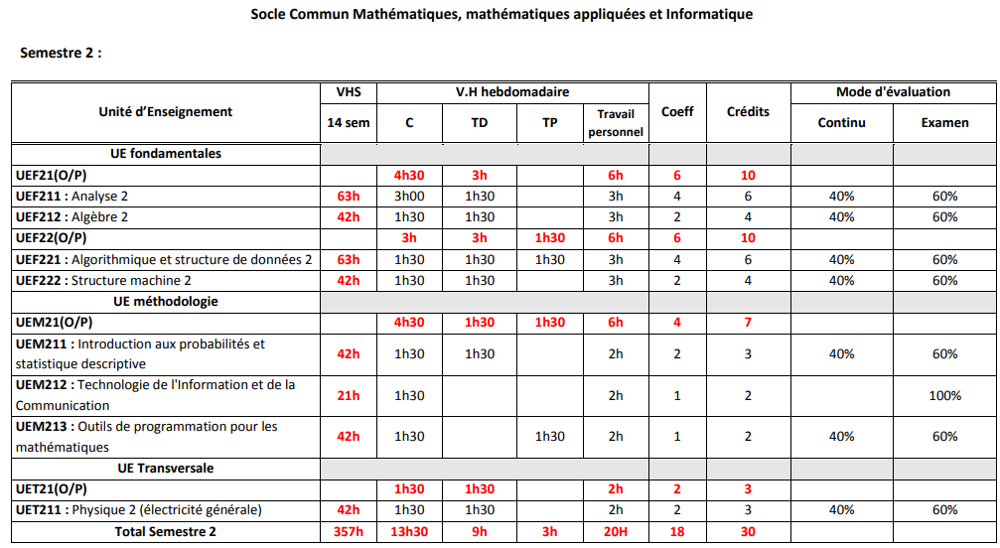 Socle Commun Mathématiques, mathématiques appliquées et Informatique
Semestre 2 :
Unité d'Enseignement VHS V.H hebdomadaire Coeff Crédits Mode d'évaluation
14 sem C TD TP Travail personnel Continu Examen
UE fondamentales
UEF21(O/P) 4h30 3h 6h 6 10
UEF211 : Analyse 2 63h 3h00 1h30 3h 4 6 40% 60%
UEF212 : Algèbre 2 42h 1h30 1h30 3h 2 4 40% 60%
UEF22(O/P) 3h 3h 1h30 6h 6 10
UEF221 : Algorithmique et structure de données 2 63h 1h30 1h30 1h30 3h 4 6 40% 60%
UEF222 : Structure machine 2 42h 1h30 1h30 3h 2 4 40% 60%
UE méthodologie
UEM21(O/P) 4h30 1h30 1h30 6h 4 7
UEM211 : Introduction aux probabilités et
statistique descriptive 42h 1h30 1h30 2h 2 3 40% 60%
UEM212 : Technologie de l'Information et de la
Communication 21h 1h30 2h 1 2 100%
UEM213 : Outils de programmation pour les
mathématiques 42h 1h30 1h30 2h 1 2 40% 60%
UE Transversale
UET21(O/P) 1h30 1h30 2h 2 3
UET211 : Physique 2 (électricité générale) 42h 1h30 1h30 2h 2 3 40% 60%
Total Semestre 2 357h 13h30 9h 3h 20H 18 30